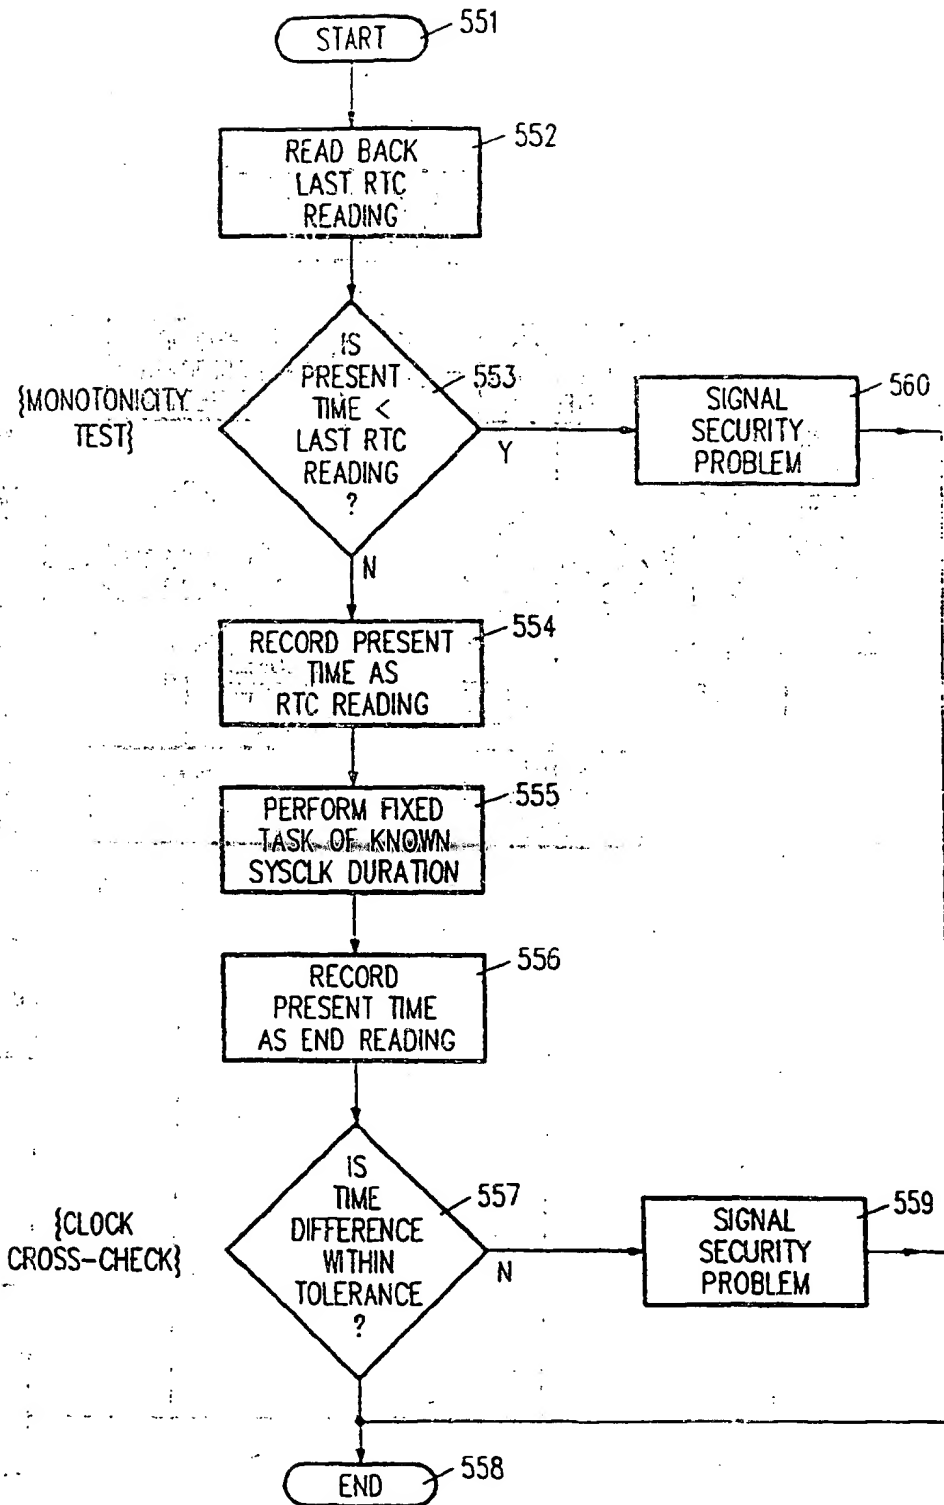 START
551
READ BACK
LAST RTC
READING
552
{MONOTONICITY
TEST}
IS
PRESENT
TIME <
LAST RTC
READING
?
553
Y
SIGNAL
SECURITY
PROBLEM
560
N
RECORD PRESENT
TIME AS
RTC READING
554
PERFORM FIXED
TASK OF KNOWN
SYSCLK DURATION
555
RECORD
PRESENT TIME
AS END READING
556
{CLOCK
CROSS-CHECK}
IS
TIME
DIFFERENCE
WITHIN
TOLERANCE
?
557
N
SIGNAL
SECURITY
PROBLEM
559
END
558